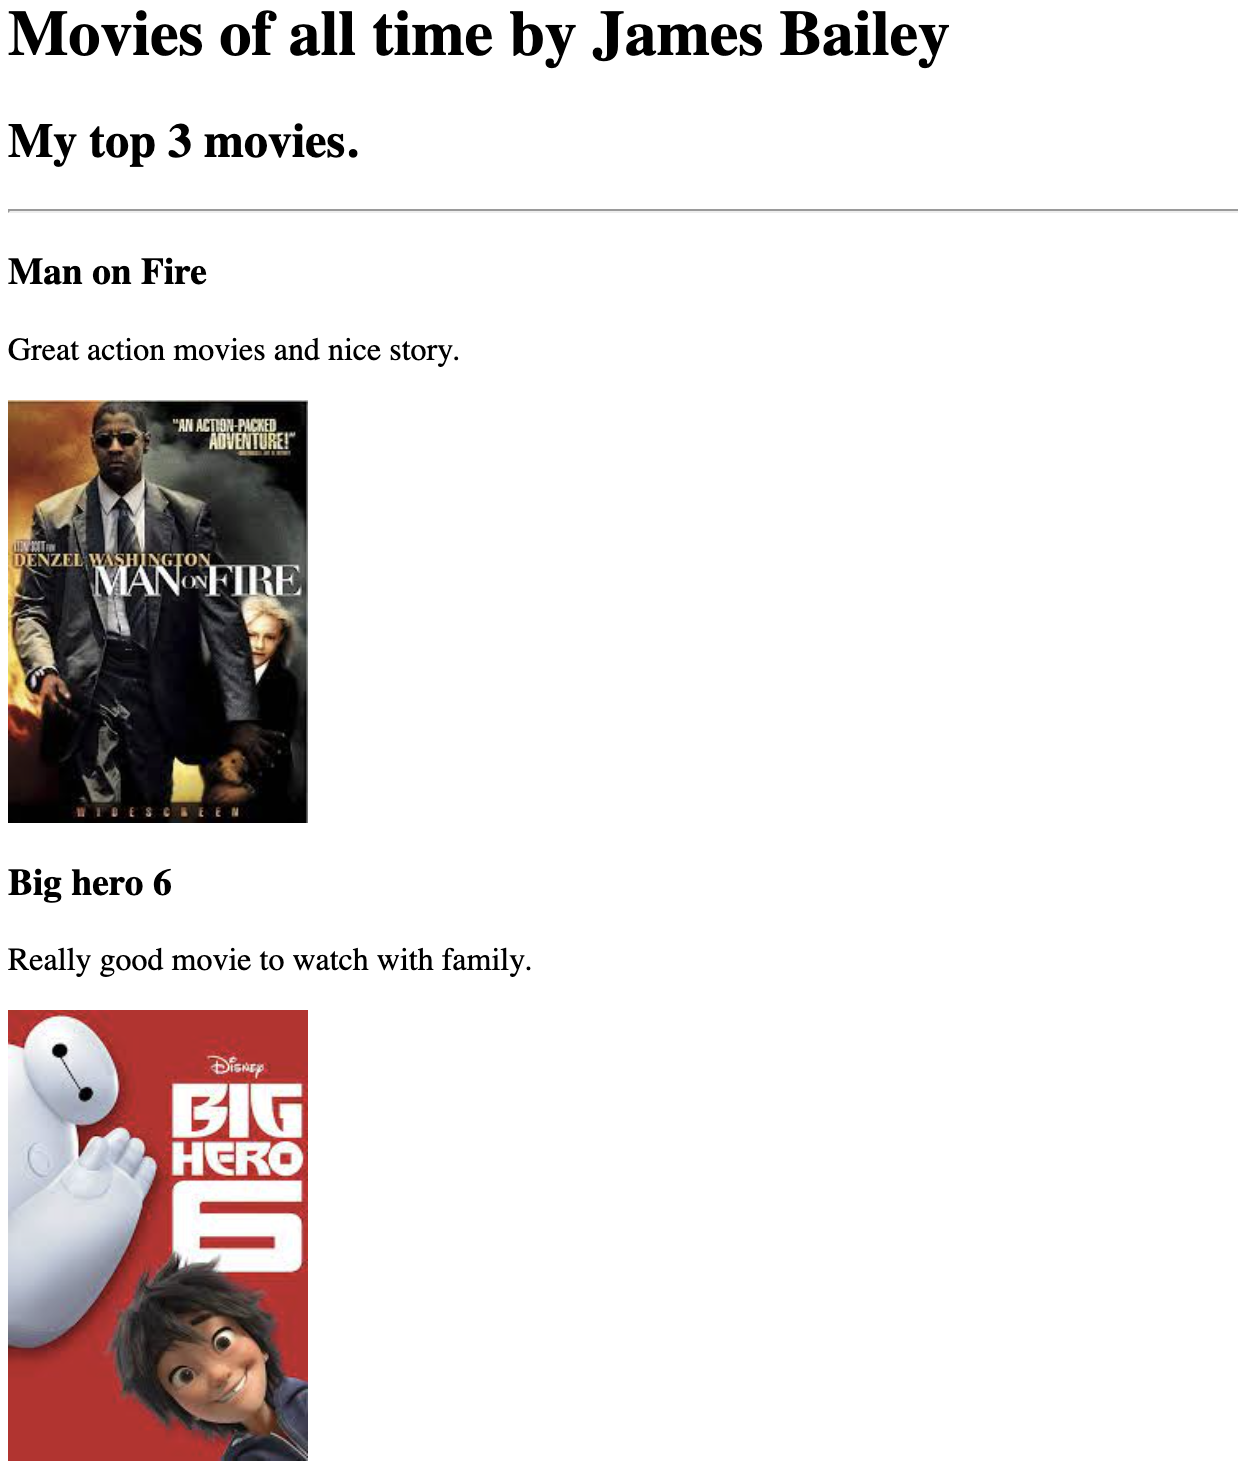 Movies of all time by James Bailey
My top 3 movies.
Man on Fire
Great action movies and nice story.
"AN ACTION-PACKED
ADVENTURE!"
DENZEL WASHINGTON
MAN ON FIRE
WIDESCREEN
Big hero 6
Really good movie to watch with family.
Disney
BIG
HERO
6